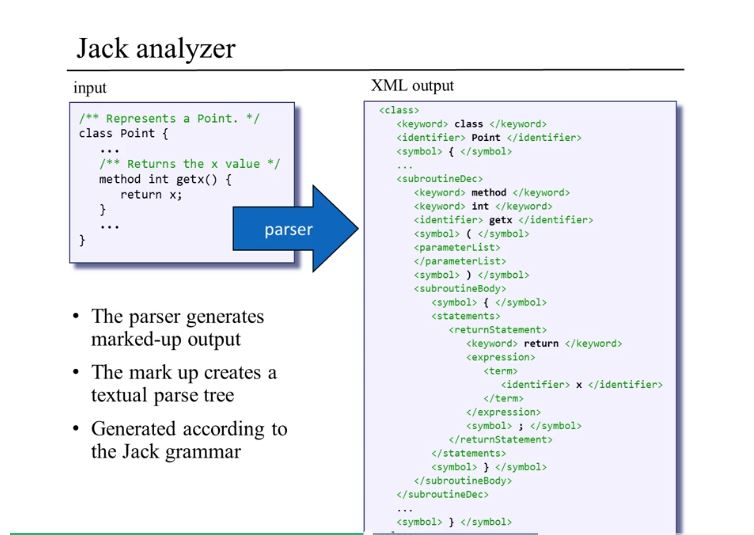 Jack analyzer
input
/** Represents a Point. */
class Point {
...
/** Returns the x value */
method int getx() {
return x;
}
...
}
parser
• The parser generates
marked-up output
• The mark up creates a
textual parse tree
• Generated according to
the Jack grammar
XML output
<class>
<keyword> class </keyword>
<identifier> Point </identifier>
<symbol> { </symbol>
...
<subroutineDec>
<keyword> method </keyword>
<keyword> int </keyword>
<identifier> getx </identifier>
<symbol> ( </symbol>
<parameterList>
</parameterList>
<symbol> ) </symbol>
<subroutineBody>
<symbol> { </symbol>
<statements>
<returnStatement>
<keyword> return </keyword>
<expression>
<term>
<identifier> x </identifier>
</term>
</expression>
<symbol> ; </symbol>
</returnStatement>
</statements>
<symbol> } </symbol>
</subroutineBody>
</subroutineDec>
...
<symbol> } </symbol>